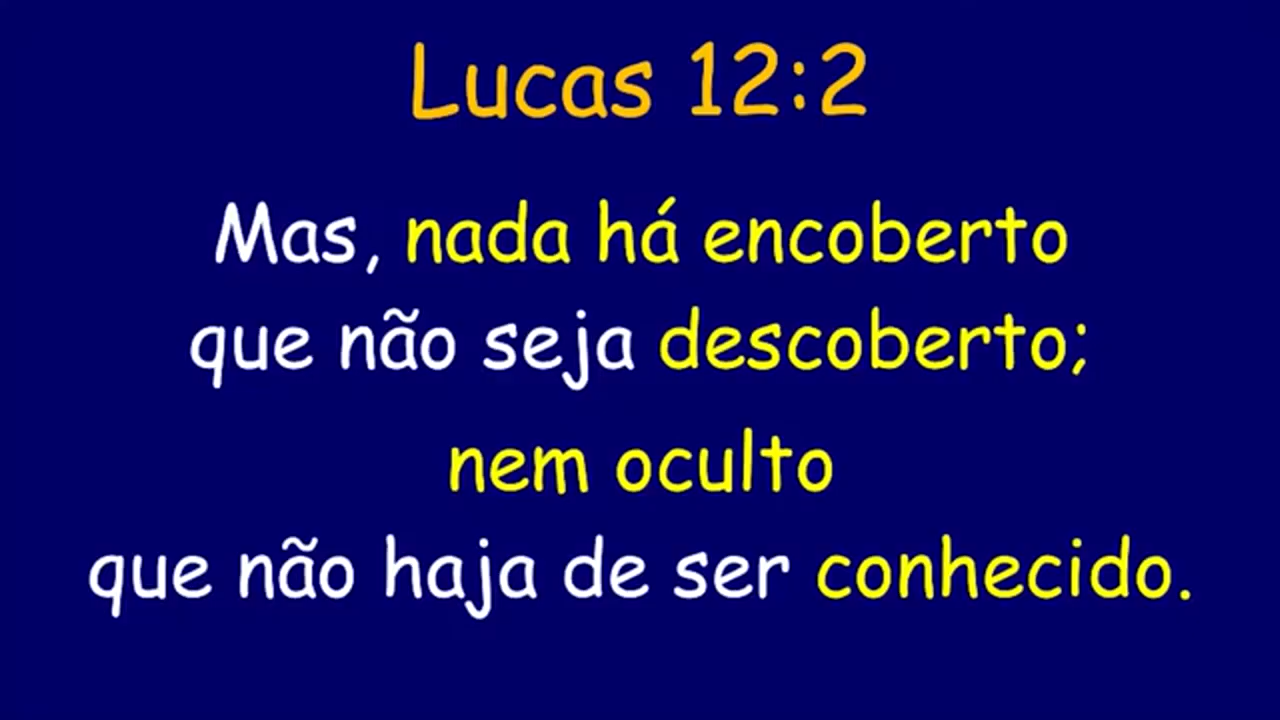 Lucas 12:2
Mas, nada há encoberto
que não seja descoberto;
nem oculto
que não haja de ser conhecido.